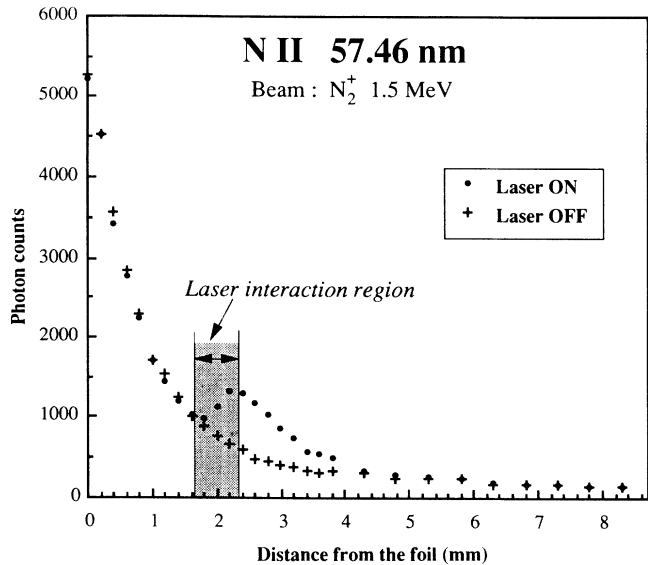 N II 57.46 nm
Beam : N₂⁺ 1.5 MeV
6000
5000
4000
3000
2000
1000
0
Photon counts
• Laser ON
+ Laser OFF
Laser interaction region
0 1 2 3 4 5 6 7 8
Distance from the foil (mm)